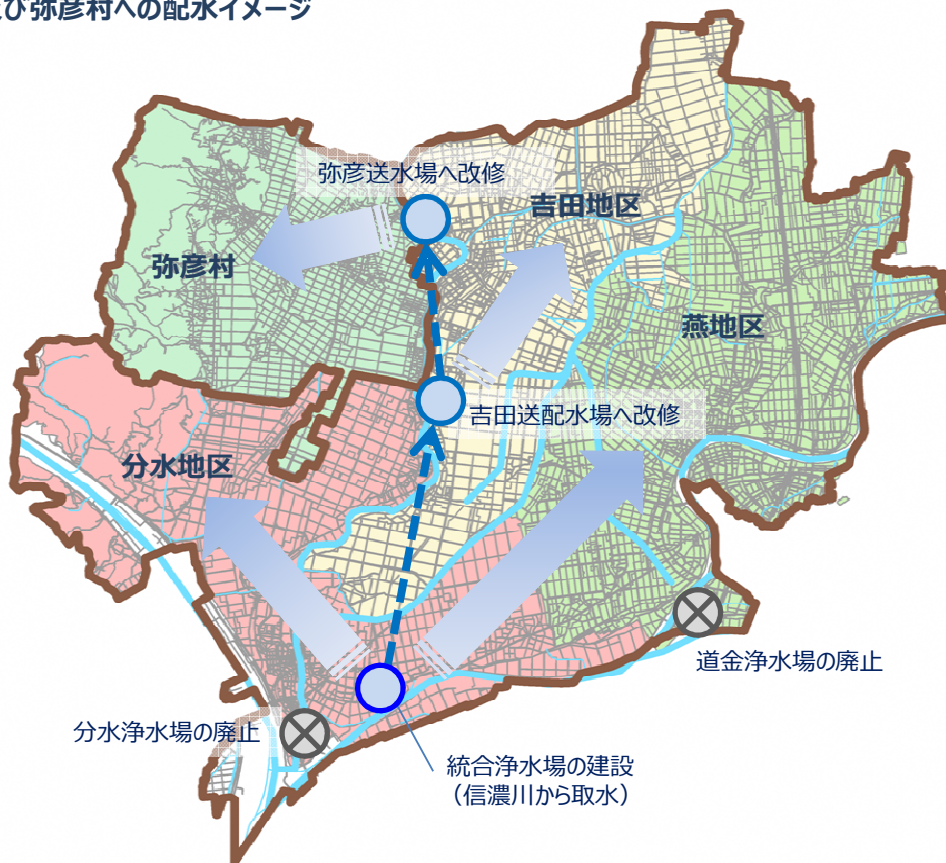 び弥彦村への配水イメージ
弥彦送水場へ改修
吉田地区
弥彦村
燕地区
吉田送配水場へ改修
分水地区
道金浄水場の廃止
分水浄水場の廃止
統合浄水場の建設
（信濃川から取水）